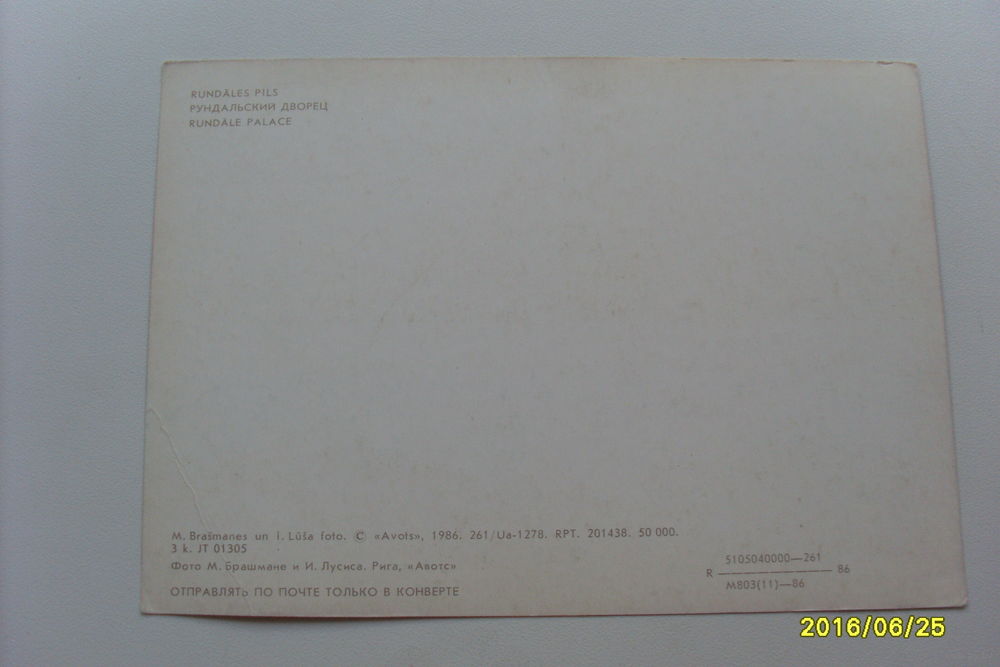 RUNDĀLES PILS
РУНДАЛЬСКИЙ ДВОРЕЦ
RUNDĀLE PALACE
M. Brašmanes un I. Lūša foto. © «Avots», 1986. 261/Ua-1278. RPT. 201438. 50 000.
3 k. JT 01305
Фото М. Брашмане и И. Лусиса. Рига, «Авотс»
ОТПРАВЛЯТЬ ПО ПОЧТЕ ТОЛЬКО В КОНВЕРТЕ
5105040000—261
R ———————— 86
M803(11)—86
2016/06/25